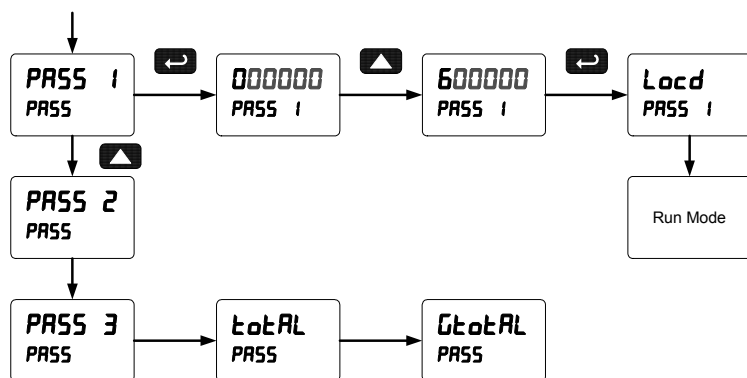 PASS 1
PASS
000000
PASS 1
600000
PASS 1
Locd
PASS 1
PASS 2
PASS
Run Mode
PASS 3
PASS
totAL
PASS
GtotAL
PASS